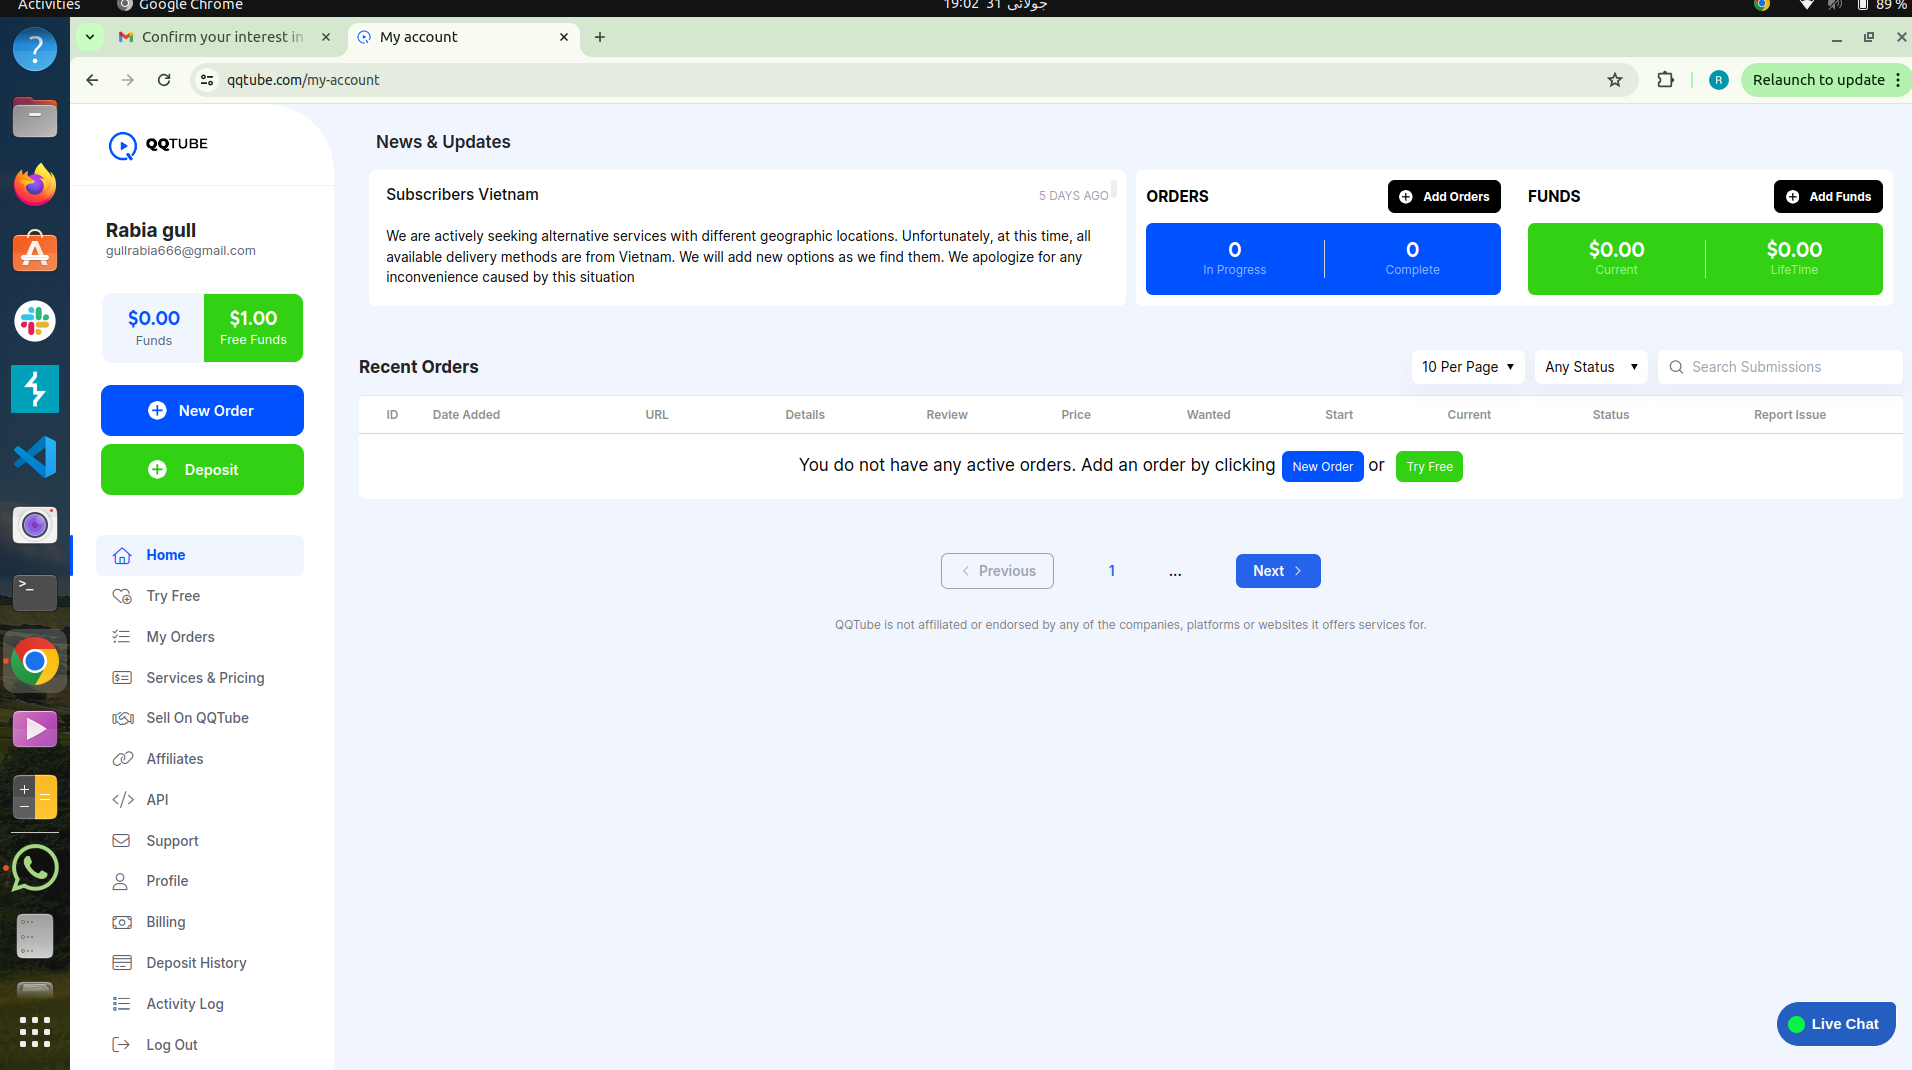 Activities
Google Chrome
19:02 31 جولائی
89 %
Confirm your interest in
My account
qqtube.com/my-account
R
Relaunch to update
QQTUBE
Rabia gull
gullrabia666@gmail.com
$0.00
Funds
$1.00
Free Funds
New Order
Deposit
Home
Try Free
My Orders
Services & Pricing
Sell On QQTube
Affiliates
API
Support
Profile
Billing
Deposit History
Activity Log
Log Out
News & Updates
Subscribers Vietnam
5 DAYS AGO
We are actively seeking alternative services with different geographic locations. Unfortunately, at this time, all
available delivery methods are from Vietnam. We will add new options as we find them. We apologize for any
inconvenience caused by this situation
ORDERS
Add Orders
0
In Progress
0
Complete
FUNDS
Add Funds
$0.00
Current
$0.00
LifeTime
Recent Orders
10 Per Page
Any Status
Search Submissions
ID Date Added URL Details Review Price Wanted Start Current Status Report Issue
You do not have any active orders. Add an order by clicking New Order or Try Free
Previous 1 ... Next
QQTube is not affiliated or endorsed by any of the companies, platforms or websites it offers services for.
Live Chat